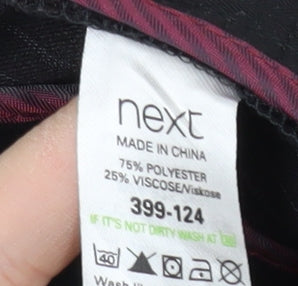 next
MADE IN CHINA
75% POLYESTER
25% VISCOSE/Viskose
399-124
IF IT'S NOT DIRTY WASH AT 30
40
Wash